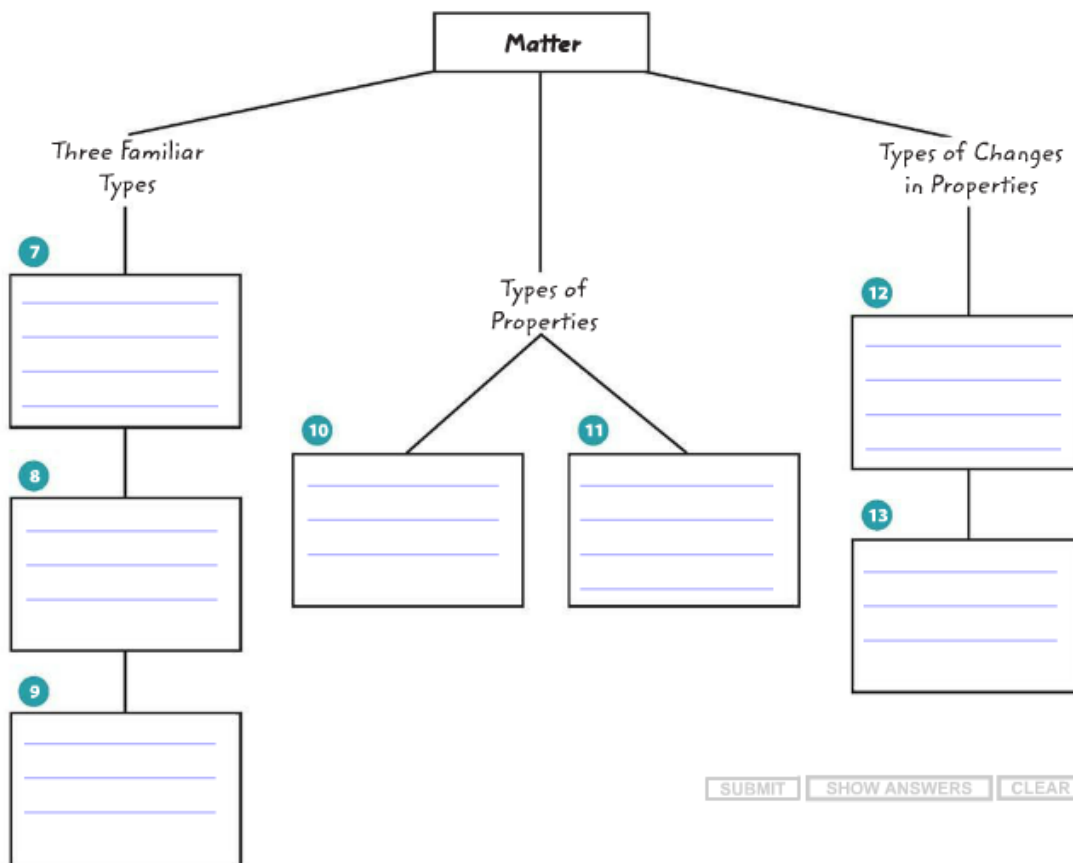 Matter
Three Familiar
Types
Types of Changes
in Properties
7
12
Types of
Properties
10
11
8
13
9
SUBMIT
SHOW ANSWERS
CLEAR